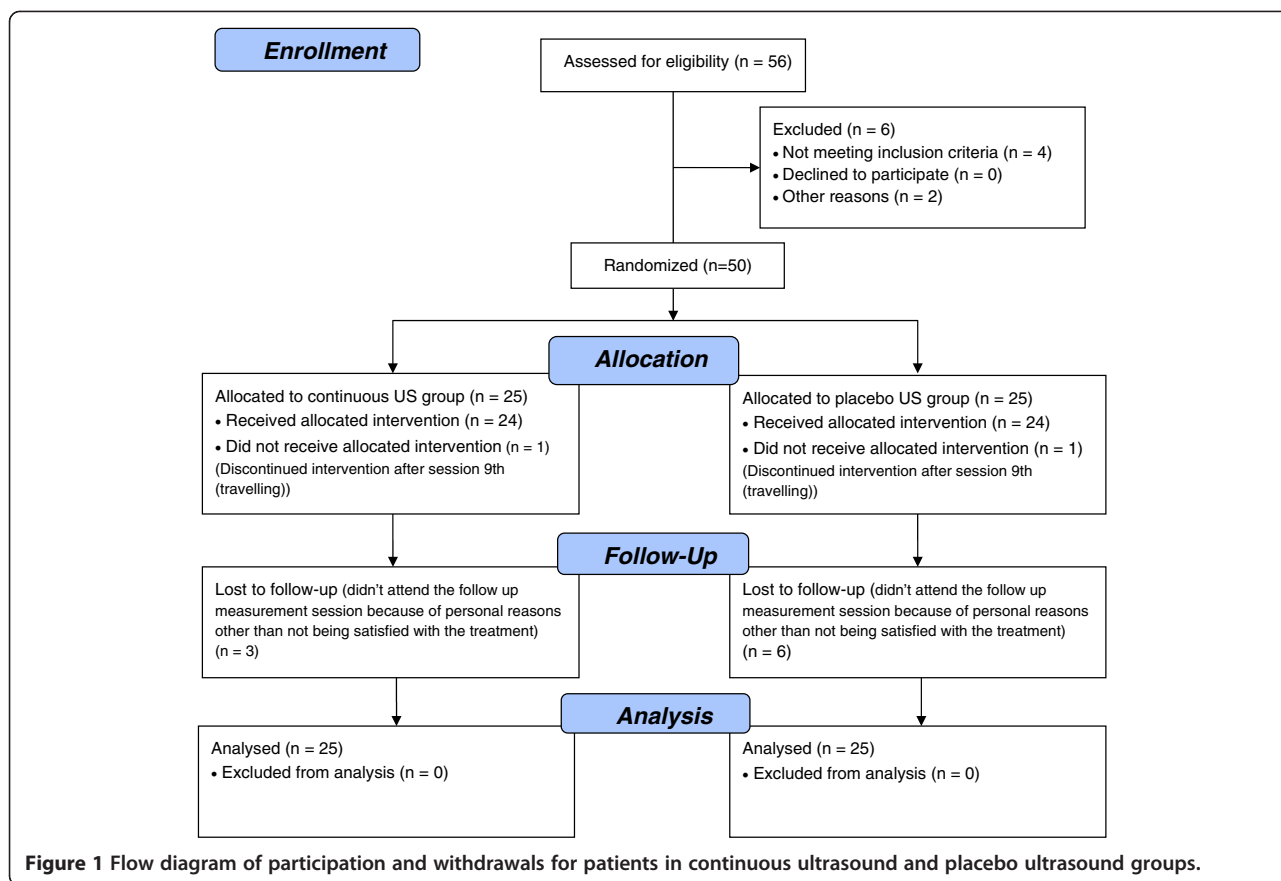 Enrollment
Assessed for eligibility (n = 56)
Excluded (n = 6)
• Not meeting inclusion criteria (n = 4)
• Declined to participate (n = 0)
• Other reasons (n = 2)
Randomized (n=50)
Allocation
Allocated to continuous US group (n = 25)
• Received allocated intervention (n = 24)
• Did not receive allocated intervention (n = 1)
(Discontinued intervention after session 9th
(travelling))
Allocated to placebo US group (n = 25)
• Received allocated intervention (n = 24)
• Did not receive allocated intervention (n = 1)
(Discontinued intervention after session 9th
(travelling))
Follow-Up
Lost to follow-up (didn't attend the follow up
measurement session because of personal reasons
other than not being satisfied with the treatment)
(n = 3)
Lost to follow-up (didn't attend the follow up
measurement session because of personal reasons
other than not being satisfied with the treatment)
(n = 6)
Analysis
Analysed (n = 25)
• Excluded from analysis (n = 0)
Analysed (n = 25)
• Excluded from analysis (n = 0)
Figure 1 Flow diagram of participation and withdrawals for patients in continuous ultrasound and placebo ultrasound groups.